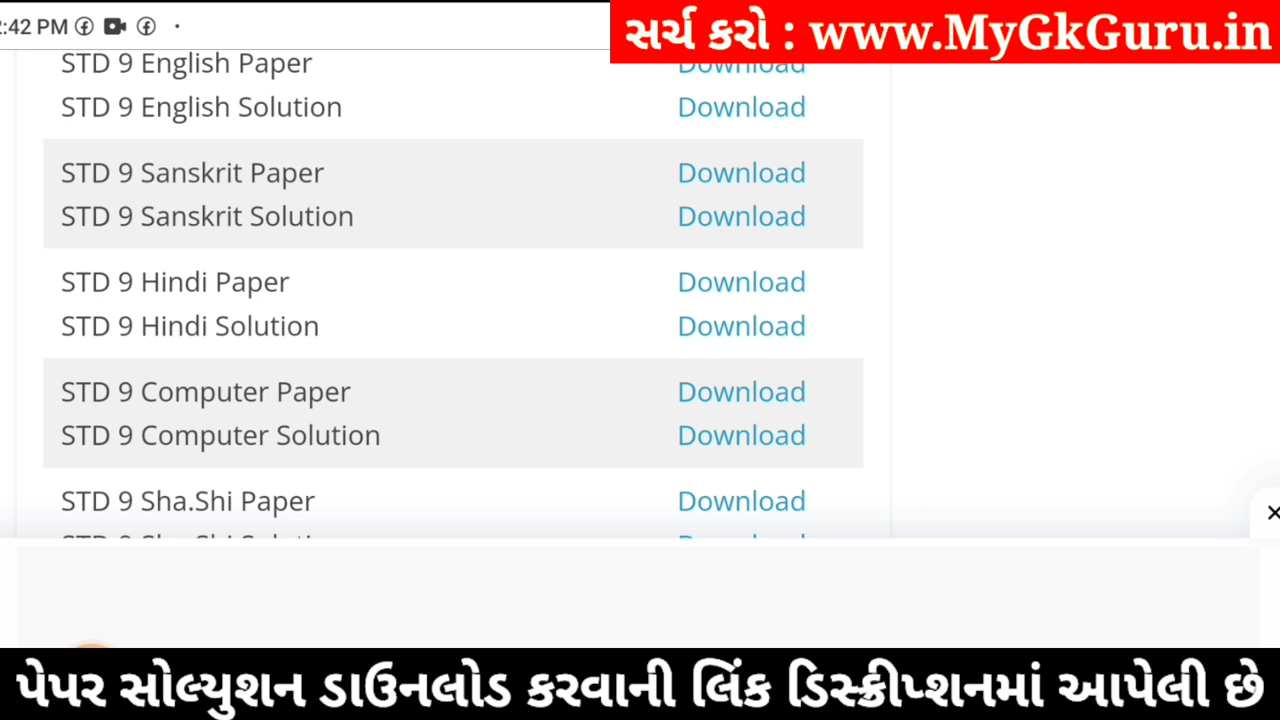 2:42 PM
સર્ચ કરો : www.MyGkGuru.in
STD 9 English Paper Download
STD 9 English Solution Download
STD 9 Sanskrit Paper Download
STD 9 Sanskrit Solution Download
STD 9 Hindi Paper Download
STD 9 Hindi Solution Download
STD 9 Computer Paper Download
STD 9 Computer Solution Download
STD 9 Sha.Shi Paper Download
પેપર સોલ્યુશન ડાઉનલોડ કરવાની લિંક ડિસ્ક્રીપ્શનમાં આપેલી છે